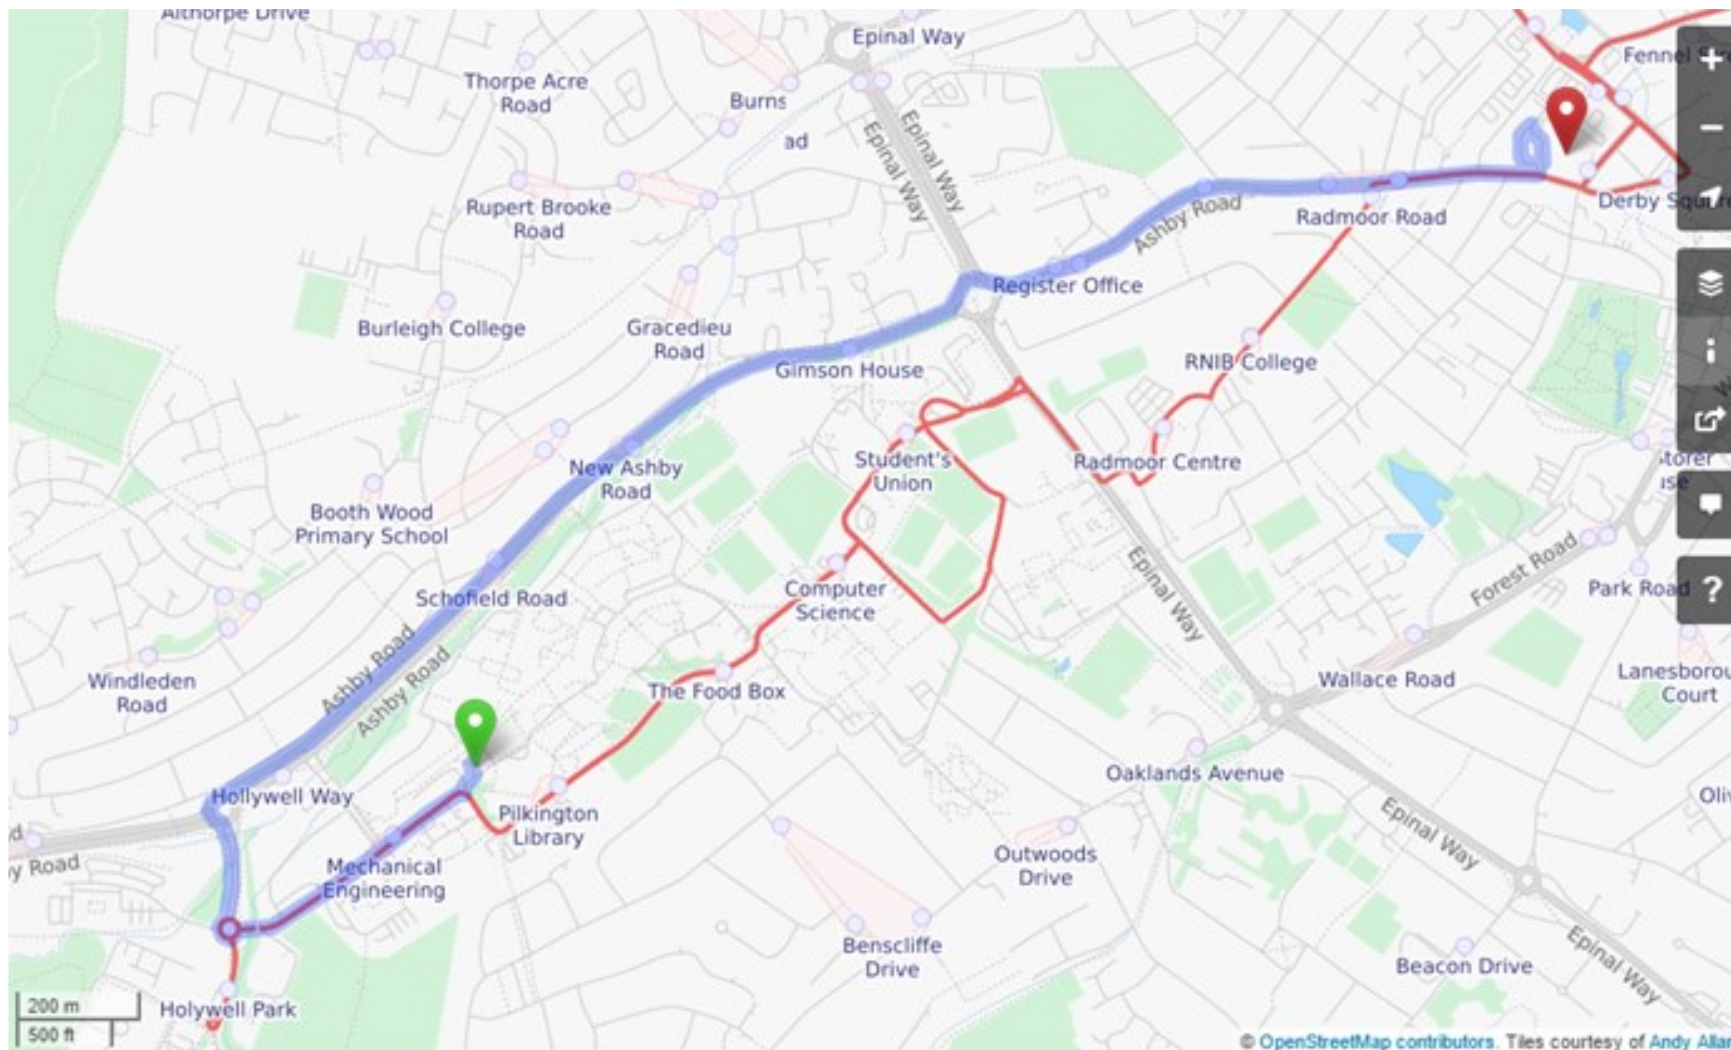 Althorpe Drive
Epinal Way
Thorpe Acre
Road
Burns
ad
Epinal Way
Epinal Way
Rupert Brooke
Road
Fennel
Derby Square
Radmoor Road
Ashby Road
Register Office
Burleigh College
Gracedieu
Road
Gimson House
RNIB College
New Ashby
Road
Student's
Union
Radmoor Centre
Booth Wood
Primary School
Schofield Road
Computer
Science
Epinal Way
Forest Road
Park Road
?
+
−
i
Ashby Road
Ashby Road
Windleden
Road
The Food Box
Wallace Road
Lanesborou
Court
Hollywell Way
Pilkington
Library
Oaklands Avenue
Oliv
d
y Road
Mechanical
Engineering
Outwoods
Drive
Epinal Way
Benscliffe
Drive
Beacon Drive
Epinal Way
Holywell Park
200 m
500 ft
© OpenStreetMap contributors. Tiles courtesy of Andy Allan